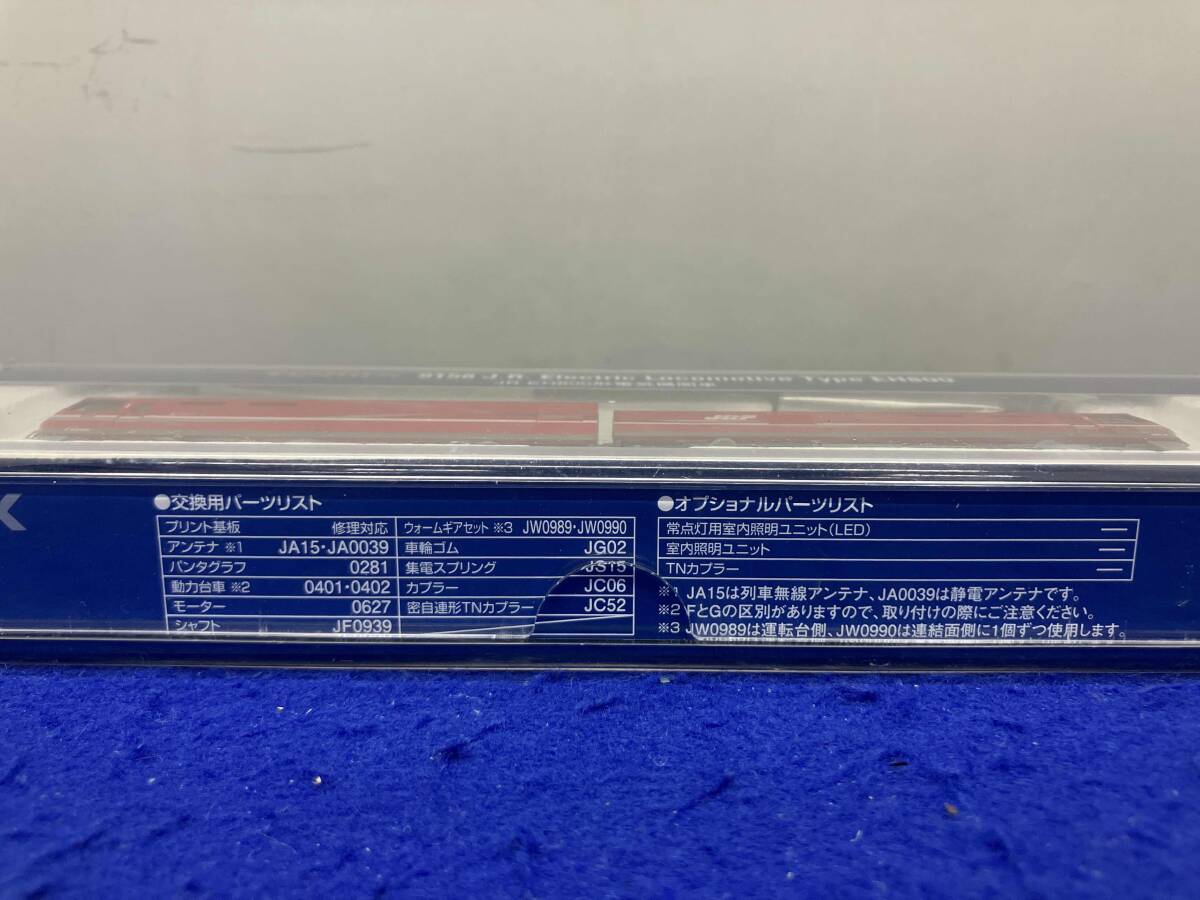 9158 J.R. Electric Locomotive Type EH800
JRF
●交換用パーツリスト
プリント基板 修理対応 ウォームギアセット ※3 JW0989・JW0990
アンテナ ※1 JA15・JA0039 車輪ゴム JG02
パンタグラフ 0281 集電スプリング JS15
動力台車 ※2 0401・0402 カプラー JC06
モーター 0627 密自連形TNカプラー JC52
シャフト JF0939
●オプショナルパーツリスト
常点灯用室内照明ユニット(LED) ―
室内照明ユニット ―
TNカプラー ―
※1 JA15は列車無線アンテナ、JA0039は静電アンテナです。
※2 FとGの区別がありますので、取り付けの際にご注意ください。
※3 JW0989は運転台側、JW0990は連結面側に1個ずつ使用します。